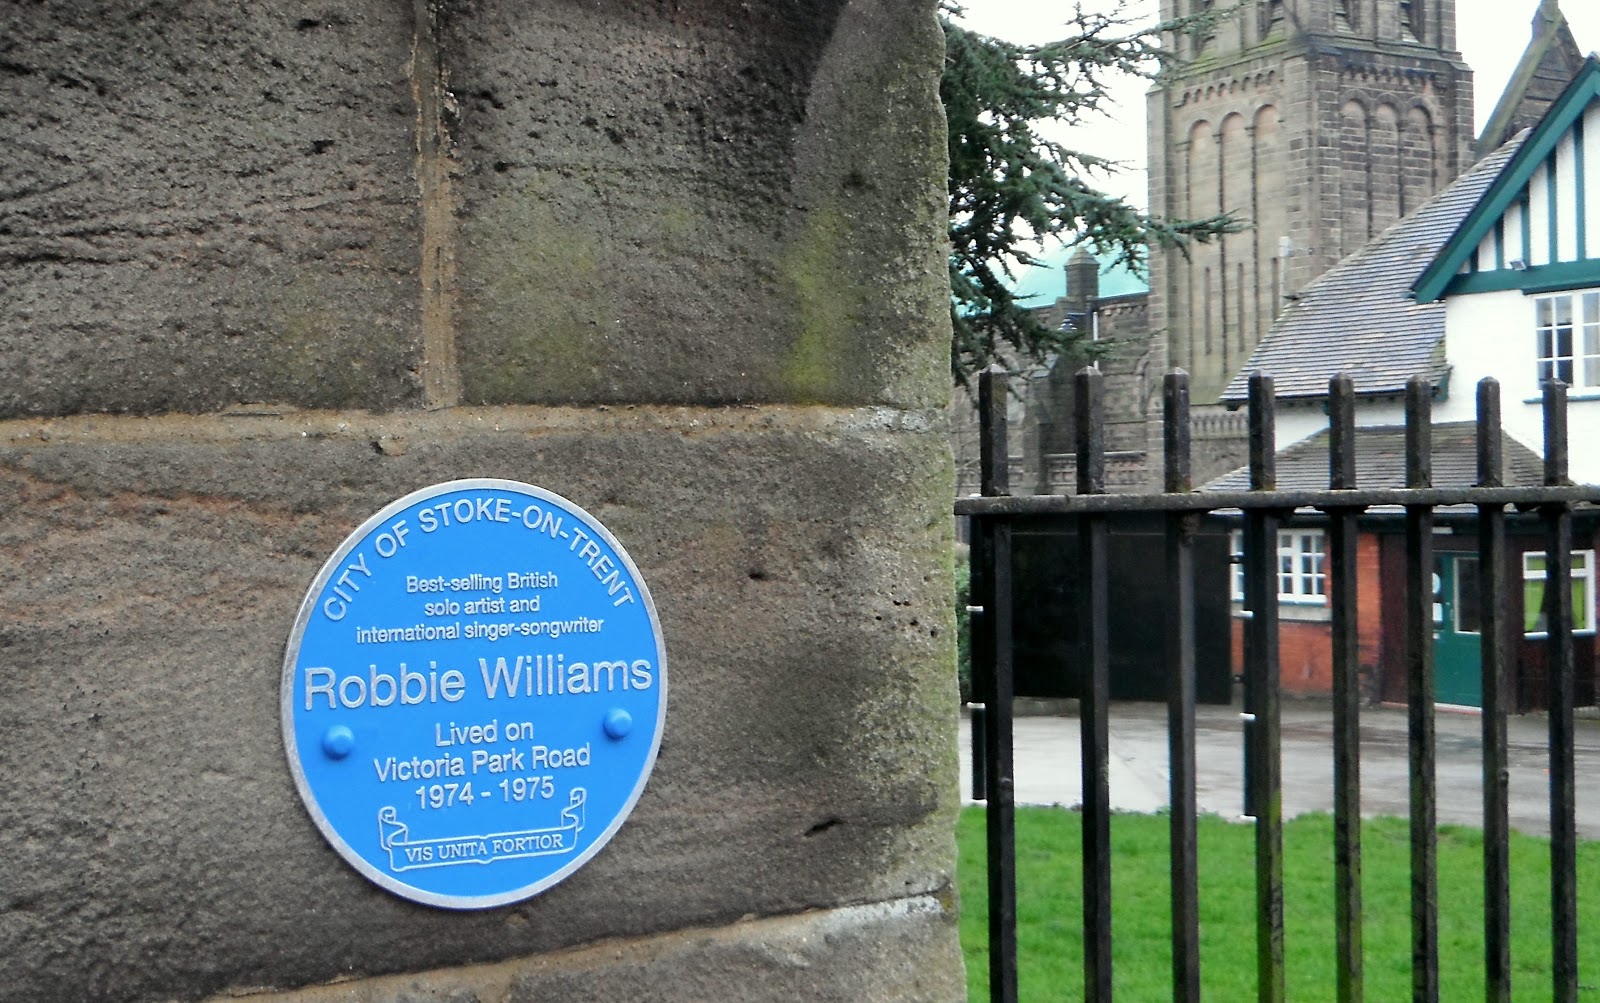 CITY OF STOKE-ON-TRENT
Best-selling British
solo artist and
international singer-songwriter
Robbie Williams
Lived on
Victoria Park Road
1974 - 1975
VIS UNITA FORTIOR